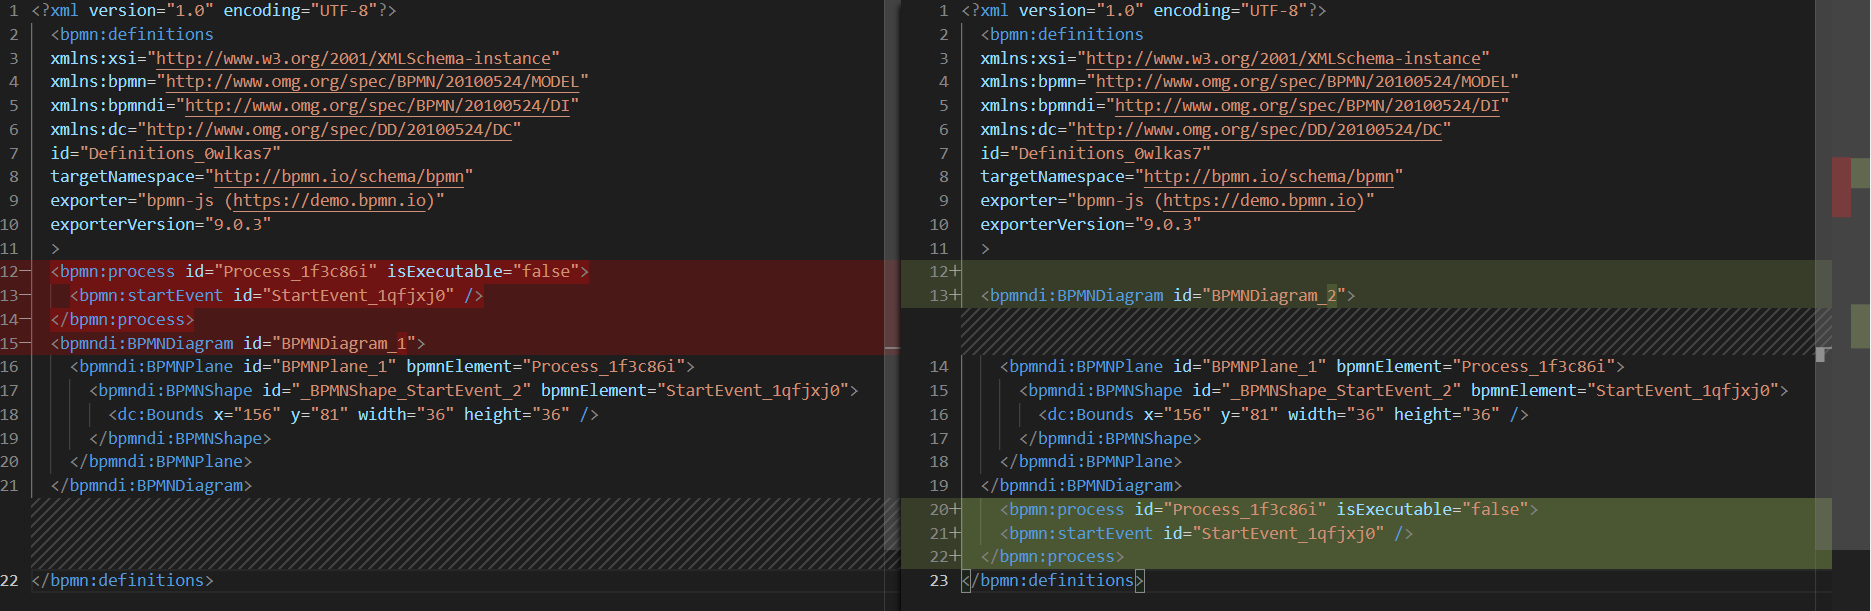 1 <?xml version="1.0" encoding="UTF-8"?>
2 <bpmn:definitions
3 xmlns:xsi="http://www.w3.org/2001/XMLSchema-instance"
4 xmlns:bpmn="http://www.omg.org/spec/BPMN/20100524/MODEL"
5 xmlns:bpmndi="http://www.omg.org/spec/BPMN/20100524/DI"
6 xmlns:dc="http://www.omg.org/spec/DD/20100524/DC"
7 id="Definitions_0wlkas7"
8 targetNamespace="http://bpmn.io/schema/bpmn"
9 exporter="bpmn-js (https://demo.bpmn.io)"
10 exporterVersion="9.0.3"
11 >
12− <bpmn:process id="Process_1f3c86i" isExecutable="false">
13− <bpmn:startEvent id="StartEvent_1qfjxj0" />
14− </bpmn:process>
15− <bpmndi:BPMNDiagram id="BPMNDiagram_1">
16 <bpmndi:BPMNPlane id="BPMNPlane_1" bpmnElement="Process_1f3c86i">
17 <bpmndi:BPMNShape id="_BPMNShape_StartEvent_2" bpmnElement="StartEvent_1qfjxj0">
18 <dc:Bounds x="156" y="81" width="36" height="36" />
19 </bpmndi:BPMNShape>
20 </bpmndi:BPMNPlane>
21 </bpmndi:BPMNDiagram>
22 </bpmn:definitions>
1 <?xml version="1.0" encoding="UTF-8"?>
2 <bpmn:definitions
3 xmlns:xsi="http://www.w3.org/2001/XMLSchema-instance"
4 xmlns:bpmn="http://www.omg.org/spec/BPMN/20100524/MODEL"
5 xmlns:bpmndi="http://www.omg.org/spec/BPMN/20100524/DI"
6 xmlns:dc="http://www.omg.org/spec/DD/20100524/DC"
7 id="Definitions_0wlkas7"
8 targetNamespace="http://bpmn.io/schema/bpmn"
9 exporter="bpmn-js (https://demo.bpmn.io)"
10 exporterVersion="9.0.3"
11 >
12+
13+ <bpmndi:BPMNDiagram id="BPMNDiagram_2">
14 <bpmndi:BPMNPlane id="BPMNPlane_1" bpmnElement="Process_1f3c86i">
15 <bpmndi:BPMNShape id="_BPMNShape_StartEvent_2" bpmnElement="StartEvent_1qfjxj0">
16 <dc:Bounds x="156" y="81" width="36" height="36" />
17 </bpmndi:BPMNShape>
18 </bpmndi:BPMNPlane>
19 </bpmndi:BPMNDiagram>
20+ <bpmn:process id="Process_1f3c86i" isExecutable="false">
21+ <bpmn:startEvent id="StartEvent_1qfjxj0" />
22+ </bpmn:process>
23 </bpmn:definitions>